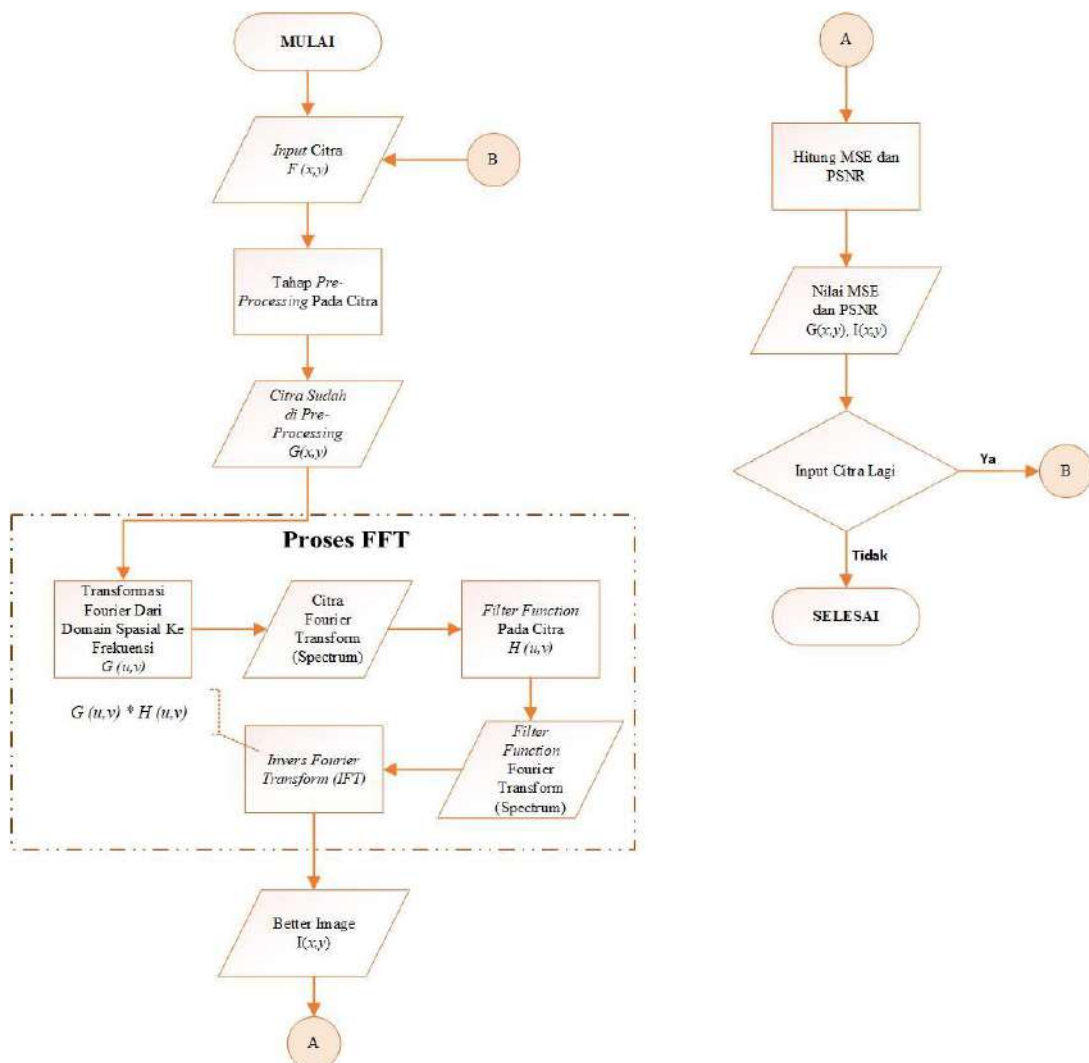 MULAI
Input Citra
F (x,y)
B
Tahap Pre-
Processing Pada Citra
Citra Sudah
di Pre-
Processing
G(x,y)
Proses FFT
Transformasi
Fourier Dari
Domain Spasial Ke
Frekuensi
G (u,v)
Citra
Fourier
Transform
(Spectrum)
Filter Function
Pada Citra
H (u,v)
Filter
Function
Fourier
Transform
(Spectrum)
G (u,v) * H (u,v)
Invers Fourier
Transform (IFT)
Better Image
I(x,y)
A
A
Hitung MSE dan
PSNR
Nilai MSE
dan PSNR
G(x,y), I(x,y)
Input Citra Lagi
Ya
B
Tidak
SELESAI